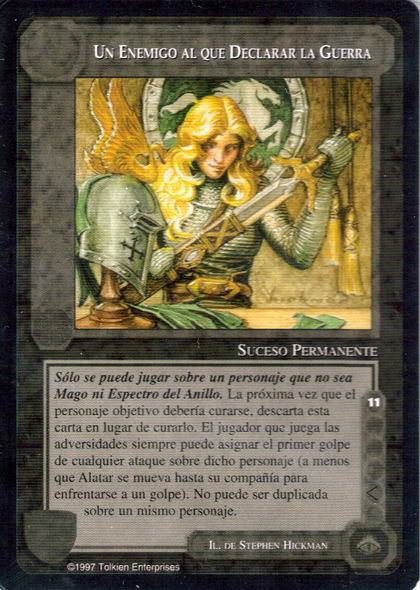 Un Enemigo al que Declarar la Guerra
Suceso Permanente
Sólo se puede jugar sobre un personaje que no sea
Mago ni Espectro del Anillo. La próxima vez que el
personaje objetivo debería curarse, descarta esta
carta en lugar de curarlo. El jugador que juega las
adversidades siempre puede asignar el primer golpe
de cualquier ataque sobre dicho personaje (a menos
que Alatar se mueva hasta su compañía para
enfrentarse a un golpe). No puede ser duplicada
sobre un mismo personaje.
11
Il. de Stephen Hickman
©1997 Tolkien Enterprises